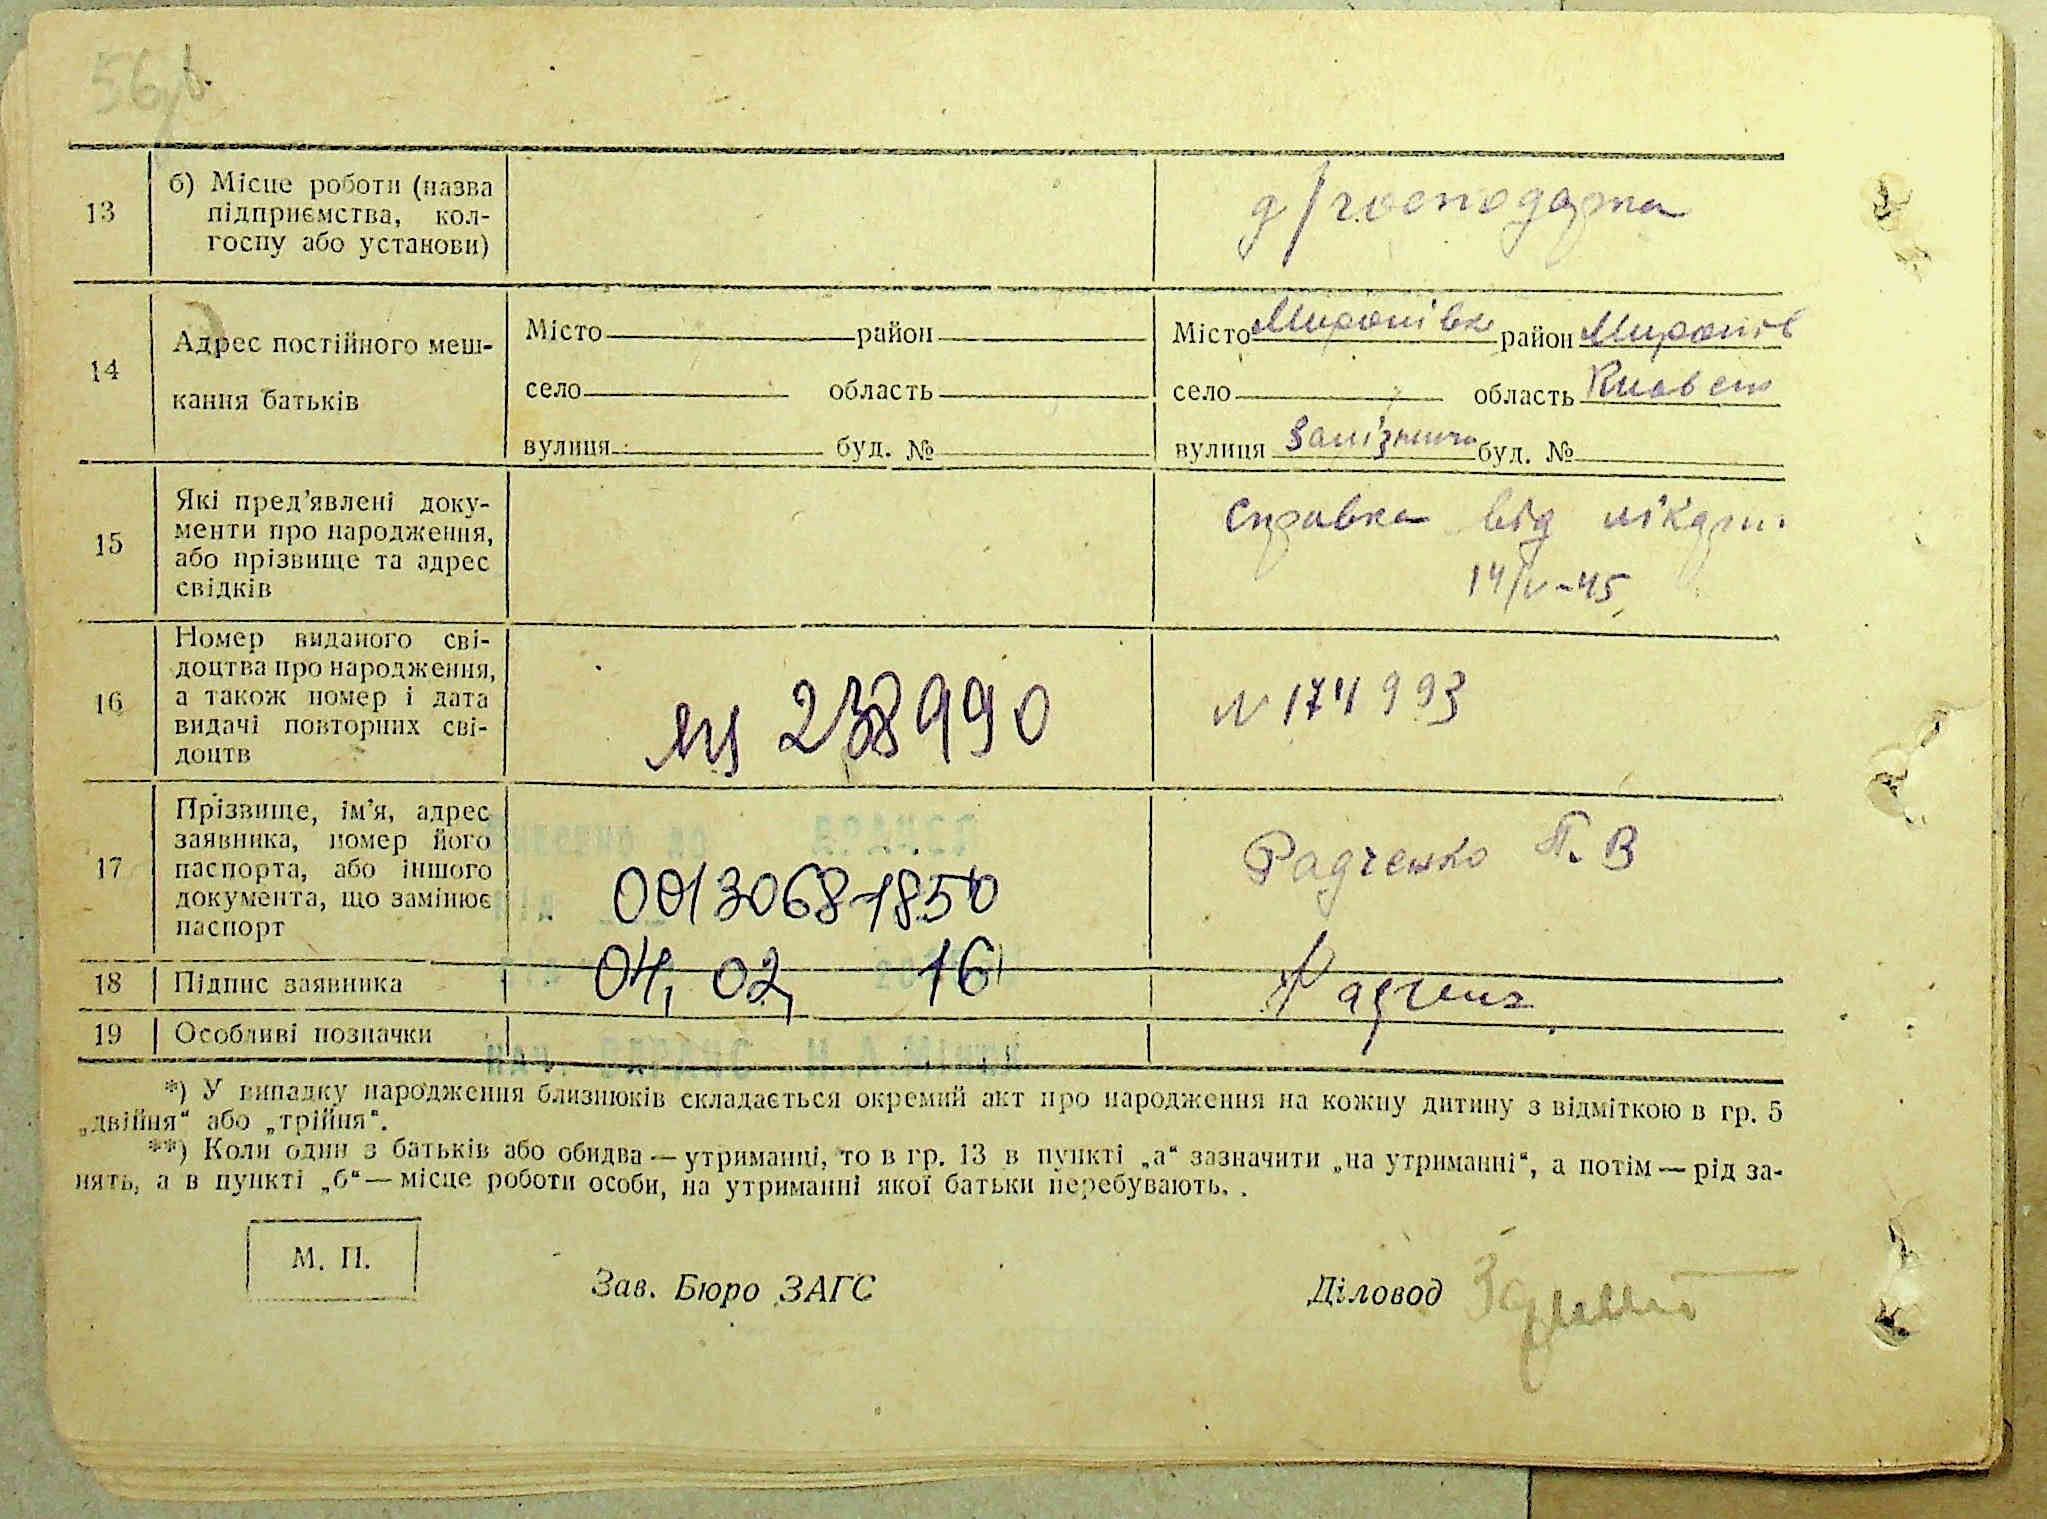 56
13
б) Місце роботи (назва
підприємства, кол-
госпу або установи)
д/господарка
14
Адрес постійного меш-
кання батьків
Місто район
село область
вулиця буд. №
Місто Миронівка район Миронів
село область Київськ
вулиця Залізнична буд. №
15
Які пред'явлені доку-
менти про народження,
або прізвище та адрес
свідків
справка від лікарн.
14/V-45
16
Номер виданого сві-
доцтва про народження,
а також номер і дата
видачі повторних сві-
доцтв
238990
N 174993
17
Прізвище, ім'я, адрес
заявника, номер його
паспорта, або іншого
документа, що замінює
паспорт
00130681850
04, 02, 16
Радченко П. В
18 Підпис заявника
Радченк
19 Особливі позначки
*) У випадку народження близнюків складається окремий акт про народження на кожну дитину з відміткою в гр. 5
„двійня“ або „трійня“.
**) Коли один з батьків або обидва — утриманці, то в гр. 13 в пункті „а“ зазначити „на утриманні“, а потім — рід за-
нять, а в пункті „б“ — місце роботи особи, на утриманні якої батьки перебувають.
М. П.
Зав. Бюро ЗАГС
Діловод